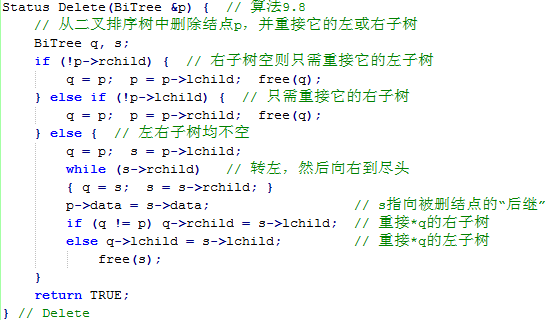 Status Delete(BiTree &p) {  // 算法9.8
    // 从二叉排序树中删除结点p，并重接它的左或右子树
    BiTree q, s;
    if (!p->rchild) {  // 右子树空则只需重接它的左子树
        q = p;  p = p->lchild;  free(q);
    } else if (!p->lchild) {  // 只需重接它的右子树
        q = p;  p = p->rchild;  free(q);
    } else {  // 左右子树均不空
        q = p;  s = p->lchild;
        while (s->rchild)   // 转左，然后向右到尽头
        { q = s;  s = s->rchild; }
        p->data = s->data;                    // s指向被删结点的“后继”
        if (q != p) q->rchild = s->lchild;  // 重接*q的右子树
        else q->lchild = s->lchild;          // 重接*q的左子树
            free(s);
    }
    return TRUE;
} // Delete